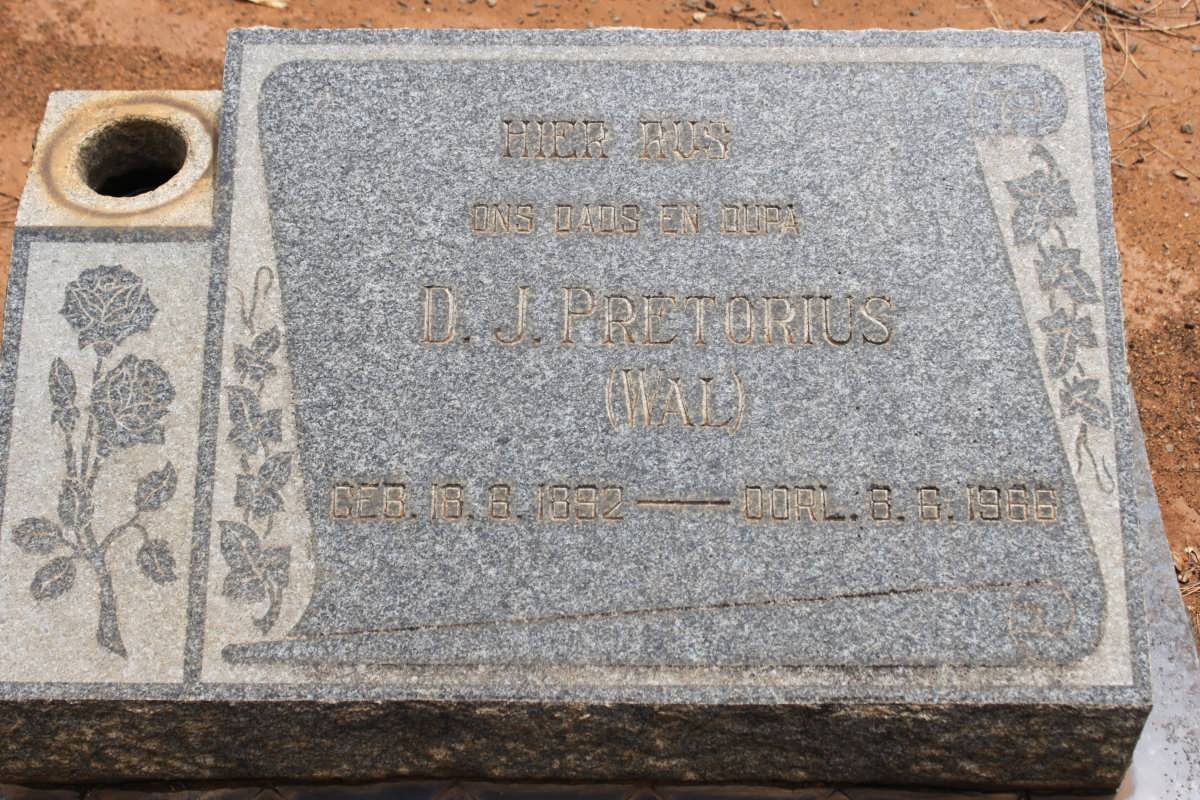 HIER RUS
ONS DADS EN OUPA
D. J. PRETORIUS
(WAL)
GEB. 18. 6. 1892 — OORL. 8. 6. 1966